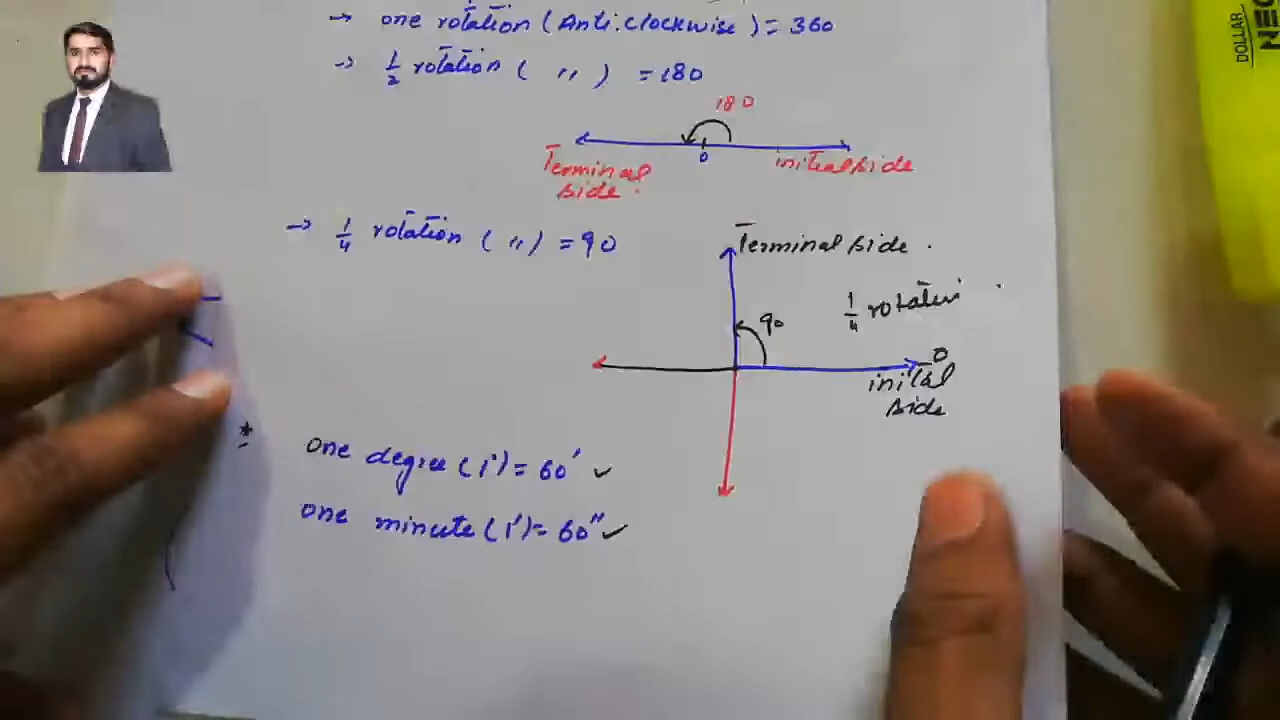 → one rotation (Anti.clockwise) = 360
→ 1/2 rotation ( " ) = 180
180
0
Terminal side.
initial side
→ 1/4 rotation ( " ) = 90
Terminal side.
90
1/4 rotation
0
initial side
* one degree (1°) = 60′ ✓
one minute (1′) = 60″ ✓
DOLLAR